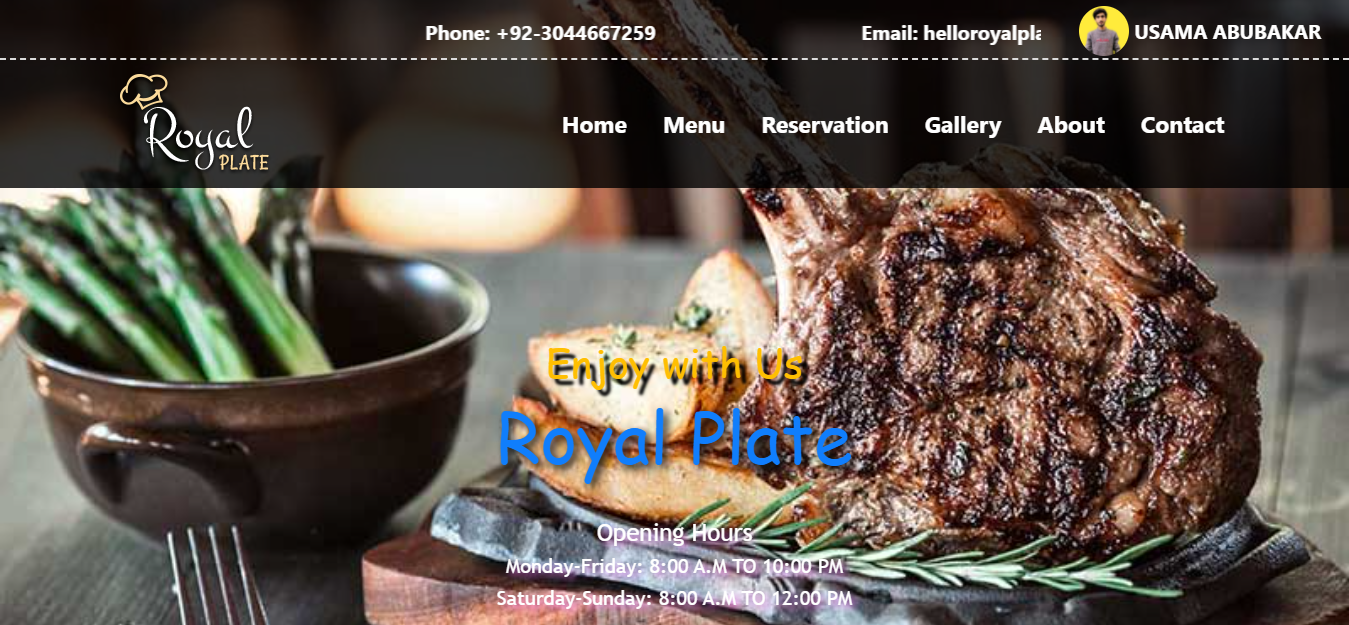 Phone: +92-3044667259
Email: helloroyalpla
USAMA ABUBAKAR
Royal
PLATE
Home Menu Reservation Gallery About Contact
Enjoy with Us
Royal Plate
Opening Hours
Monday-Friday: 8:00 A.M TO 10:00 PM
Saturday-Sunday: 8:00 A.M TO 12:00 PM